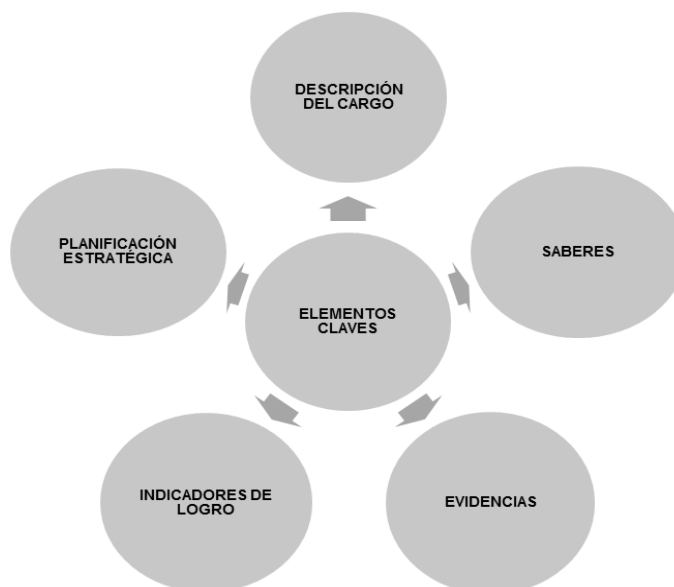 DESCRIPCIÓN
DEL CARGO
PLANIFICACIÓN
ESTRATÉGICA
SABERES
ELEMENTOS
CLAVES
INDICADORES DE
LOGRO
EVIDENCIAS